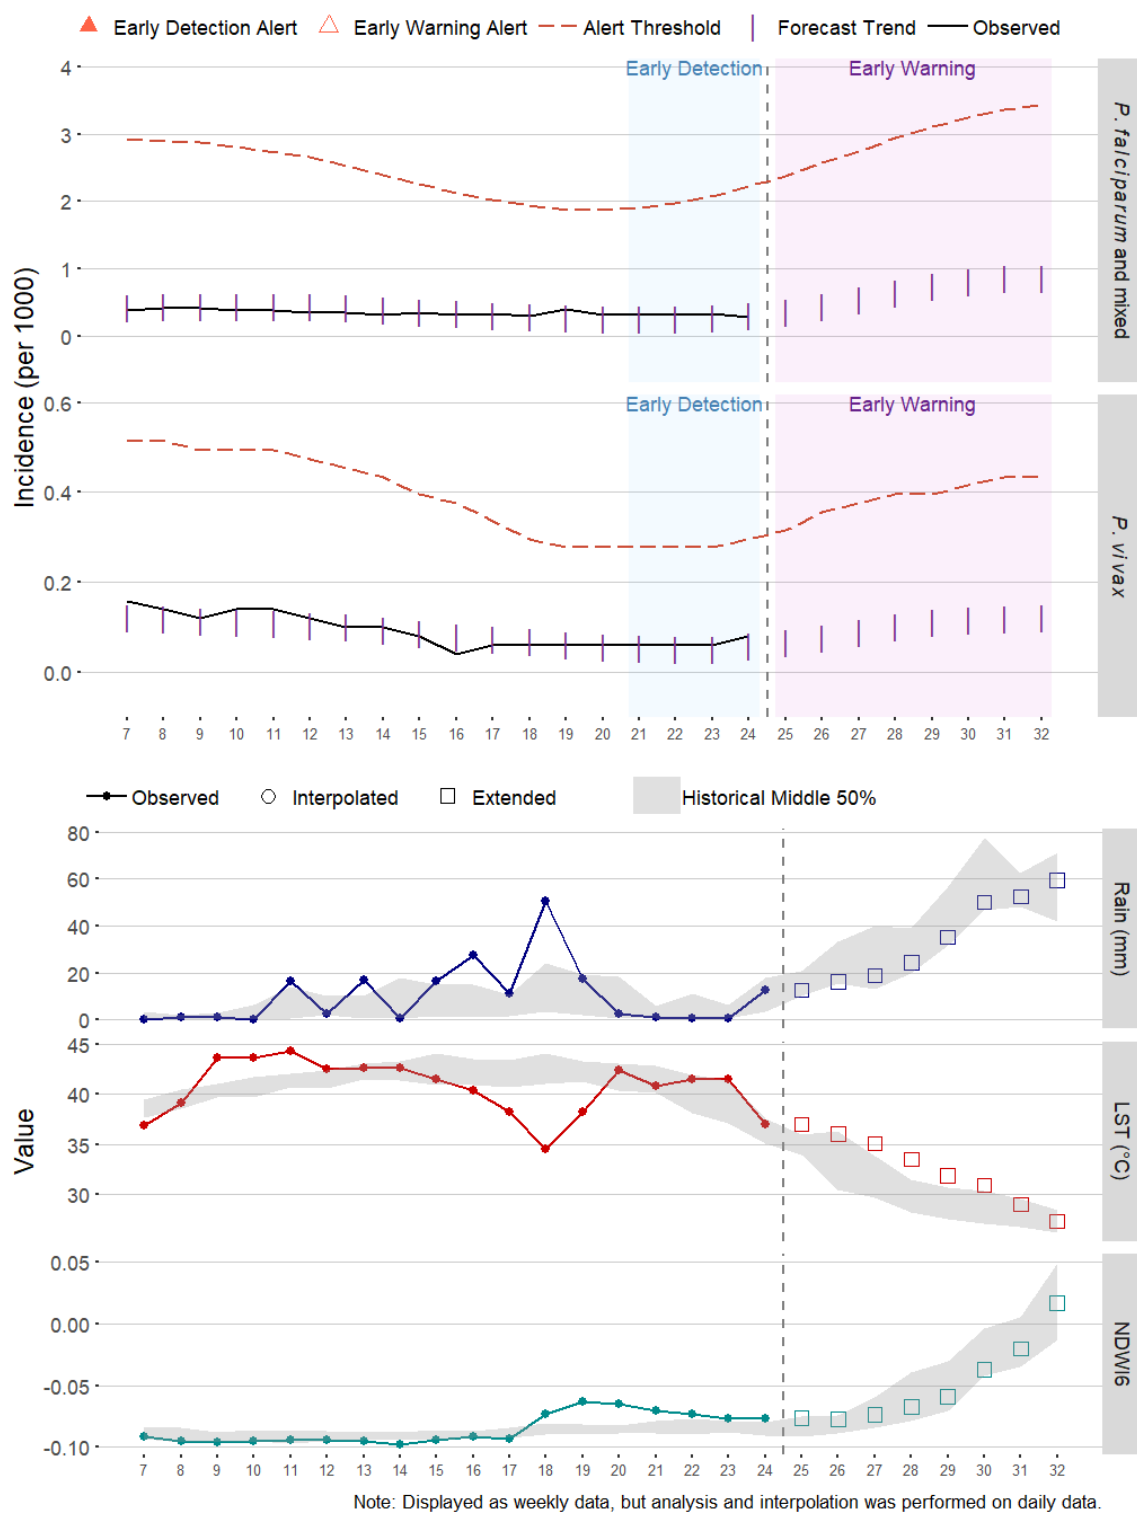 Early Detection Alert Early Warning Alert Alert Threshold Forecast Trend Observed
Incidence (per 1000)
Early Detection Early Warning
4
3
2
1
0
P. falciparum and mixed
Early Detection Early Warning
0.6
0.4
0.2
0.0
P. vivax
7 8 9 10 11 12 13 14 15 16 17 18 19 20 21 22 23 24 25 26 27 28 29 30 31 32
Observed Interpolated Extended Historical Middle 50%
Value
80
60
40
20
0
Rain (mm)
45
40
35
30
LST (°C)
0.05
0.00
-0.05
-0.10
NDWI6
7 8 9 10 11 12 13 14 15 16 17 18 19 20 21 22 23 24 25 26 27 28 29 30 31 32
Note: Displayed as weekly data, but analysis and interpolation was performed on daily data.